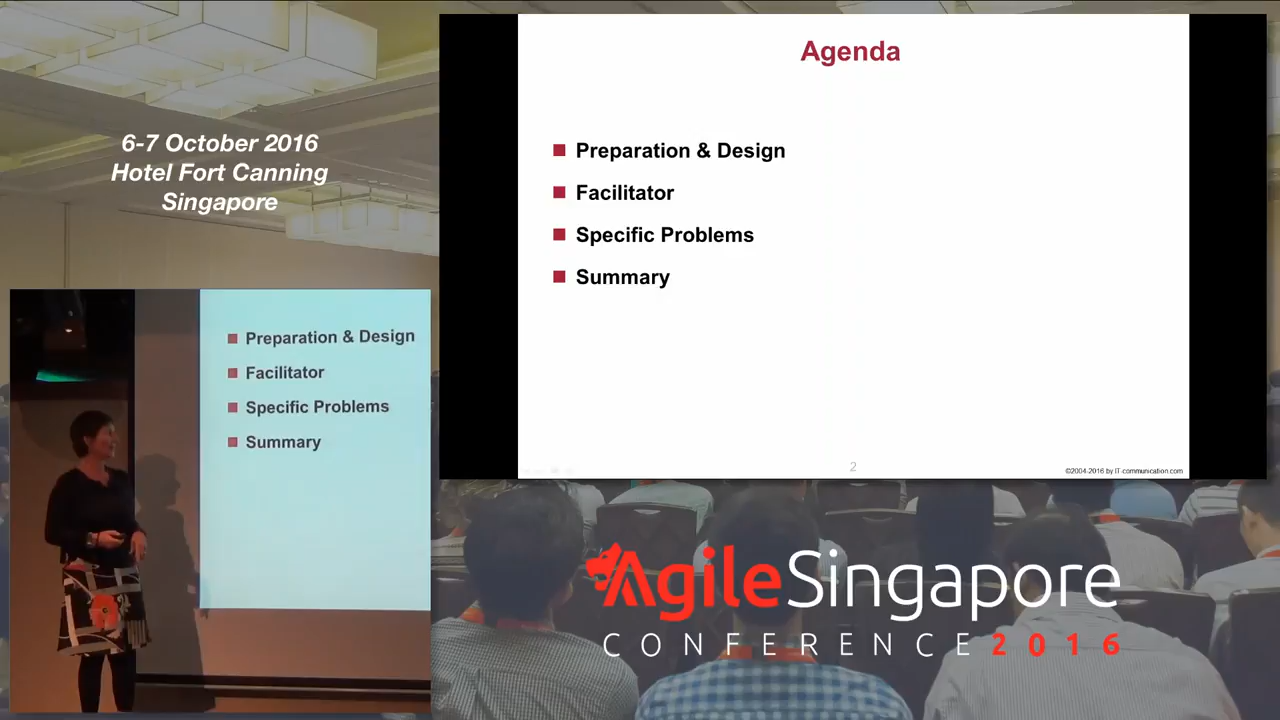 6-7 October 2016
Hotel Fort Canning
Singapore
Agenda
Preparation & Design
Facilitator
Specific Problems
Summary
2
©2004-2016 by IT-communication.com
Preparation & Design
Facilitator
Specific Problems
Summary
AgileSingapore
CONFERENCE 2016